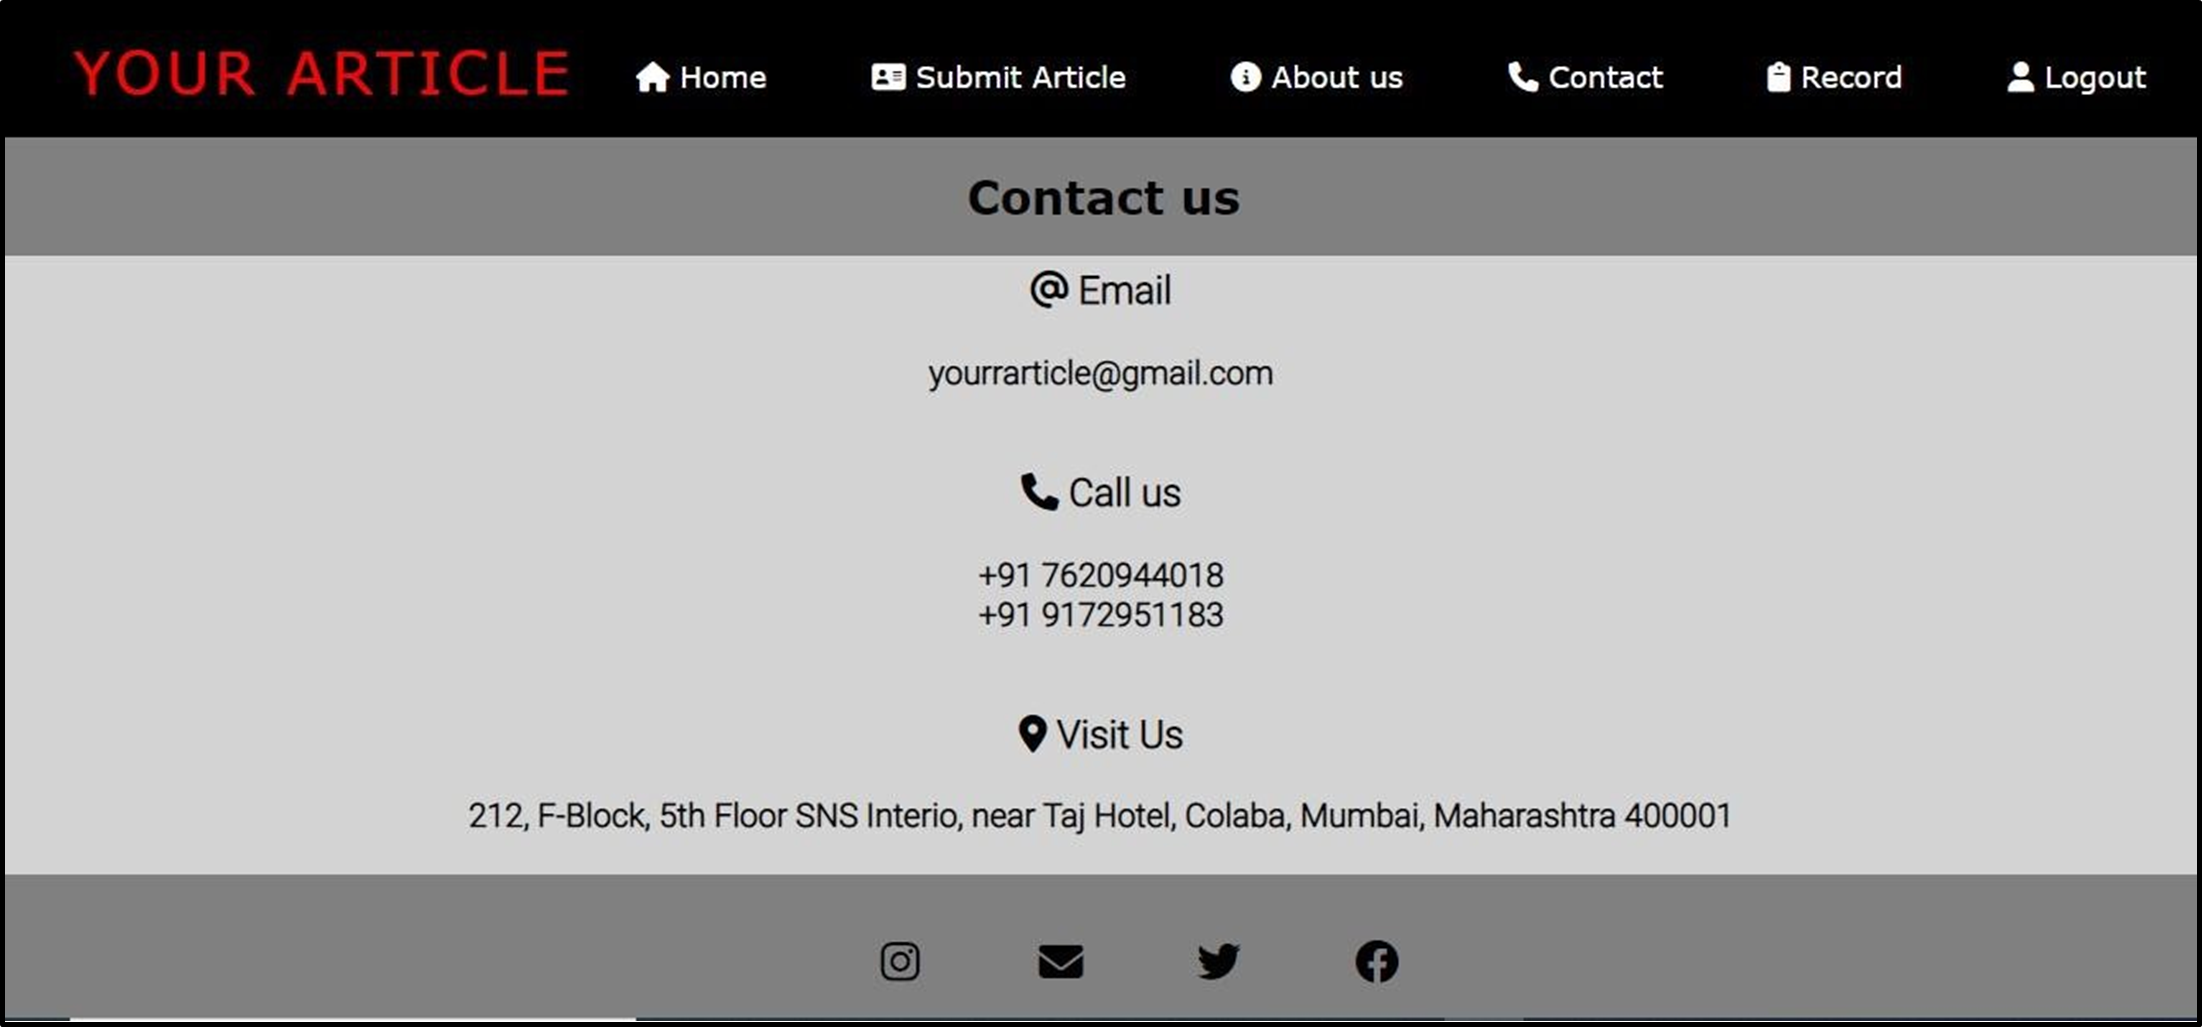 YOUR ARTICLE Home Submit Article About us Contact Record Logout
Contact us
Email
yourrarticle@gmail.com
Call us
+91 7620944018
+91 9172951183
Visit Us
212, F-Block, 5th Floor SNS Interio, near Taj Hotel, Colaba, Mumbai, Maharashtra 400001